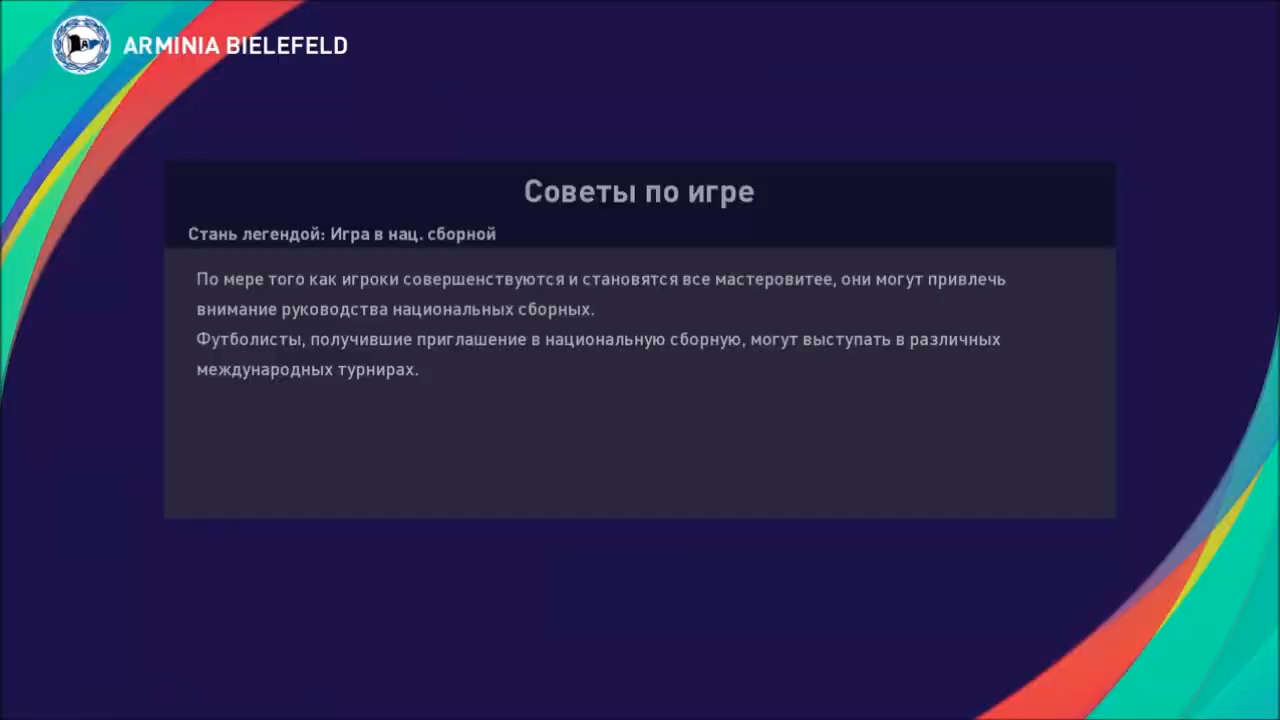 ARMINIA BIELEFELD
Советы по игре
Стань легендой: Игра в нац. сборной
По мере того как игроки совершенствуются и становятся все мастеровитее, они могут привлечь
внимание руководства национальных сборных.
Футболисты, получившие приглашение в национальную сборную, могут выступать в различных
международных турнирах.